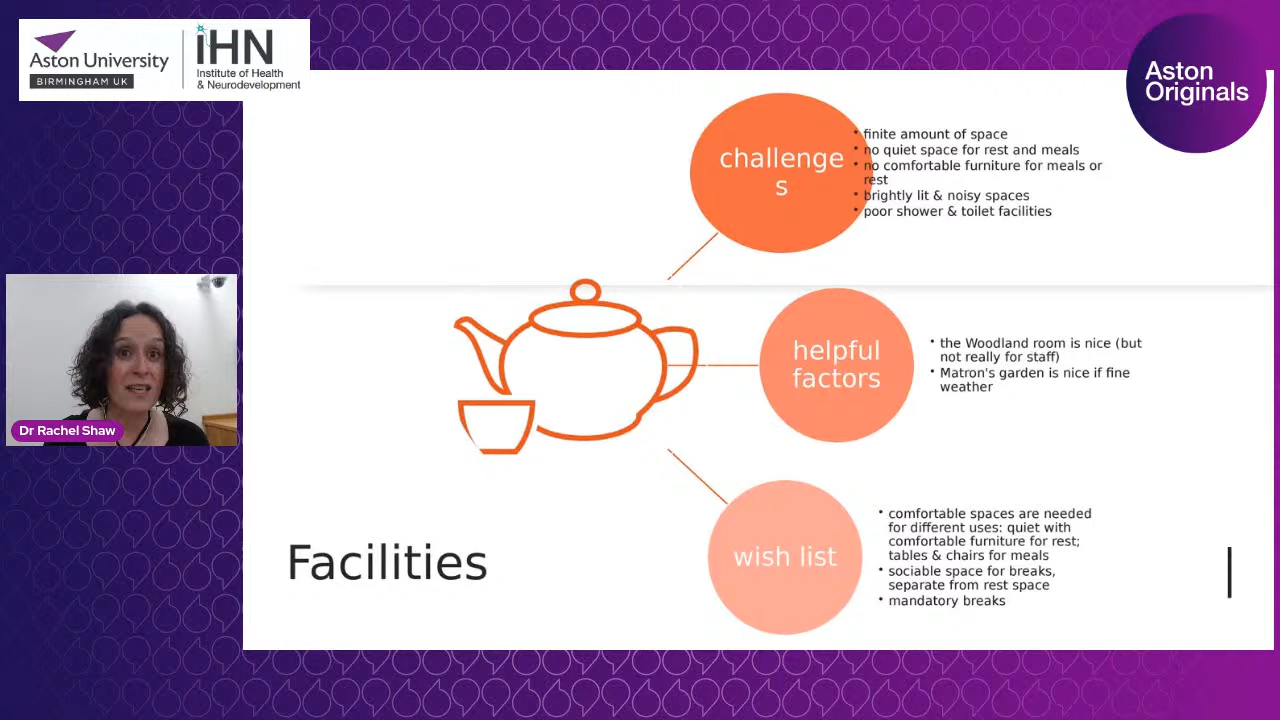 Aston University
BIRMINGHAM UK
iHN
Institute of Health
& Neurodevelopment
Aston
Originals
challenge
s
• finite amount of space
• no quiet space for rest and meals
• no comfortable furniture for meals or
rest
• brightly lit & noisy spaces
• poor shower & toilet facilities
helpful
factors
• the Woodland room is nice (but
not really for staff)
• Matron's garden is nice if fine
weather
Dr Rachel Shaw
wish list
• comfortable spaces are needed
for different uses: quiet with
comfortable furniture for rest;
tables & chairs for meals
• sociable space for breaks,
separate from rest space
• mandatory breaks
Facilities